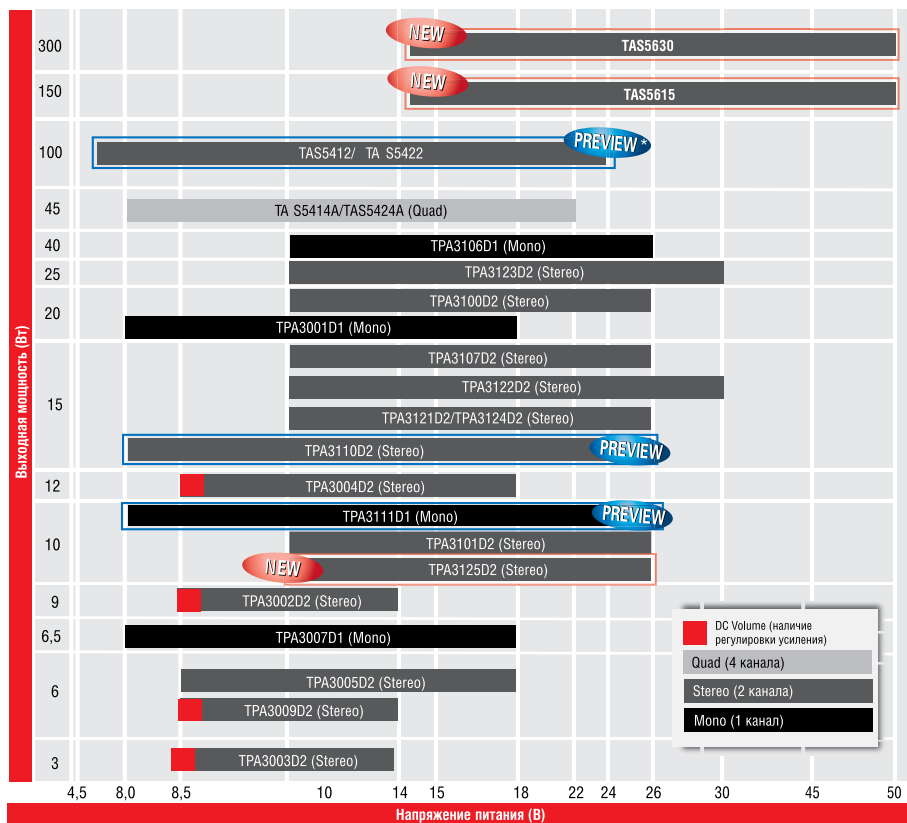 Выходная мощность (Вт)
300
NEW
TAS5630
150
NEW
TAS5615
100
TAS5412/ TA S5422
PREVIEW *
45
TA S5414A/TAS5424A (Quad)
40
TPA3106D1 (Mono)
25
TPA3123D2 (Stereo)
20
TPA3100D2 (Stereo)
TPA3001D1 (Mono)
15
TPA3107D2 (Stereo)
TPA3122D2 (Stereo)
TPA3121D2/TPA3124D2 (Stereo)
TPA3110D2 (Stereo)
PREVIEW
12
TPA3004D2 (Stereo)
10
TPA3111D1 (Mono)
PREVIEW
TPA3101D2 (Stereo)
NEW
TPA3125D2 (Stereo)
9
TPA3002D2 (Stereo)
6,5
TPA3007D1 (Mono)
6
TPA3005D2 (Stereo)
TPA3009D2 (Stereo)
3
TPA3003D2 (Stereo)
DC Volume (наличие
регулировки усиления)
Quad (4 канала)
Stereo (2 канала)
Mono (1 канал)
4,5 8,0 8,5 10 14 15 18 22 24 26 30 45 50
Напряжение питания (В)